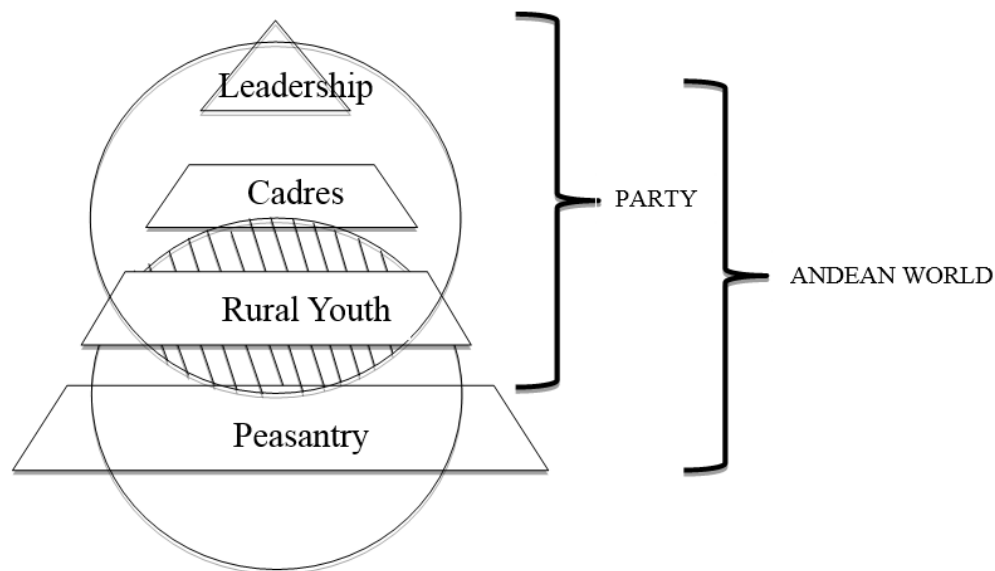 Leadership
Cadres
PARTY
ANDEAN WORLD
Rural Youth
Peasantry